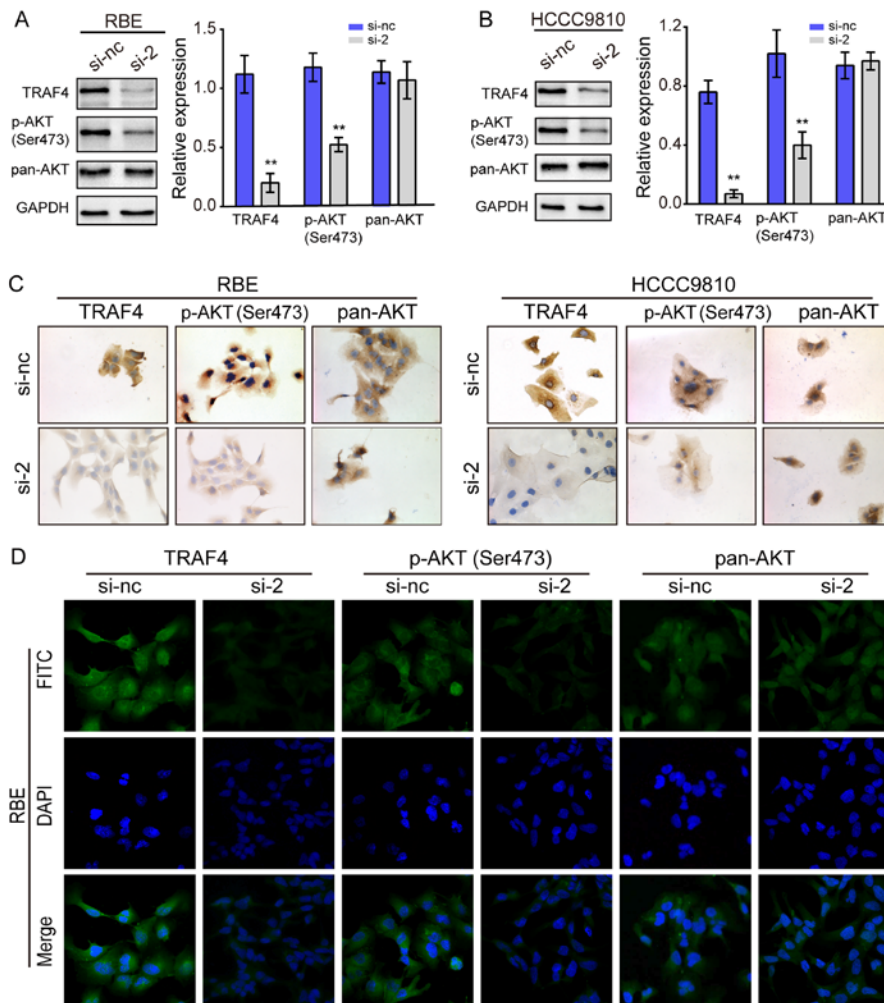 A
RBE
si-nc si-2
TRAF4
p-AKT
(Ser473)
pan-AKT
GAPDH
Relative expression
1.5
1.0
0.5
0.0
si-nc
si-2
**
**
TRAF4 p-AKT pan-AKT
(Ser473)
B
HCCC9810
si-nc si-2
TRAF4
p-AKT
(Ser473)
pan-AKT
GAPDH
Relative expression
1.2
0.8
0.4
0.0
si-nc
si-2
**
**
TRAF4 p-AKT pan-AKT
(Ser473)
C
RBE
TRAF4 p-AKT (Ser473) pan-AKT
HCCC9810
TRAF4 p-AKT (Ser473) pan-AKT
si-nc
si-2
si-nc
si-2
D
TRAF4 p-AKT (Ser473) pan-AKT
si-nc si-2 si-nc si-2 si-nc si-2
RBE
FITC
DAPI
Merge